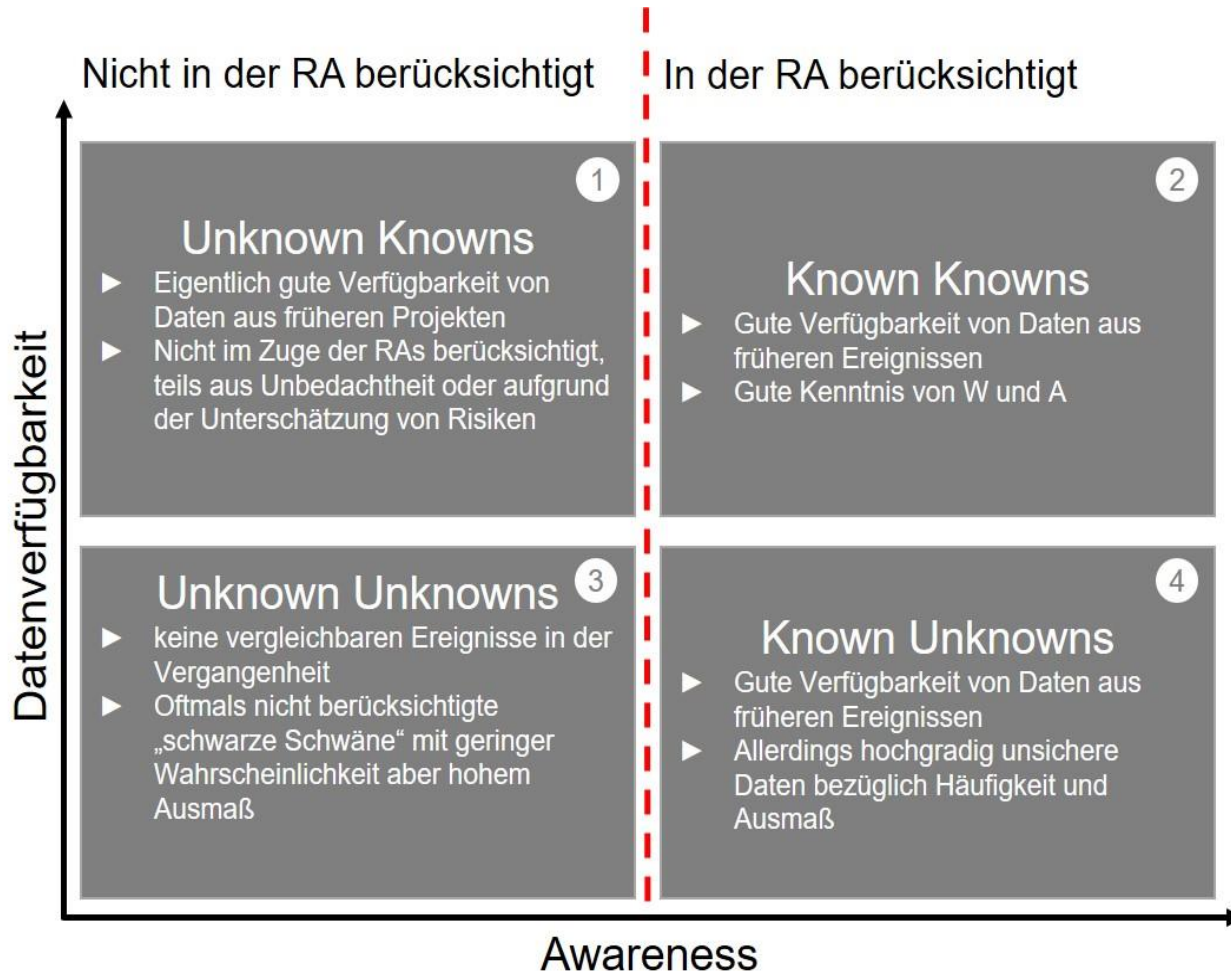 Nicht in der RA berücksichtigt
In der RA berücksichtigt
Datenverfügbarkeit
1
Unknown Knowns
► Eigentlich gute Verfügbarkeit von
Daten aus früheren Projekten
► Nicht im Zuge der RAs berücksichtigt,
teils aus Unbedachtheit oder aufgrund
der Unterschätzung von Risiken
2
Known Knowns
► Gute Verfügbarkeit von Daten aus
früheren Ereignissen
► Gute Kenntnis von W und A
3
Unknown Unknowns
► keine vergleichbaren Ereignisse in der
Vergangenheit
► Oftmals nicht berücksichtigte
„schwarze Schwäne“ mit geringer
Wahrscheinlichkeit aber hohem
Ausmaß
4
Known Unknowns
► Gute Verfügbarkeit von Daten aus
früheren Ereignissen
► Allerdings hochgradig unsichere
Daten bezüglich Häufigkeit und
Ausmaß
Awareness